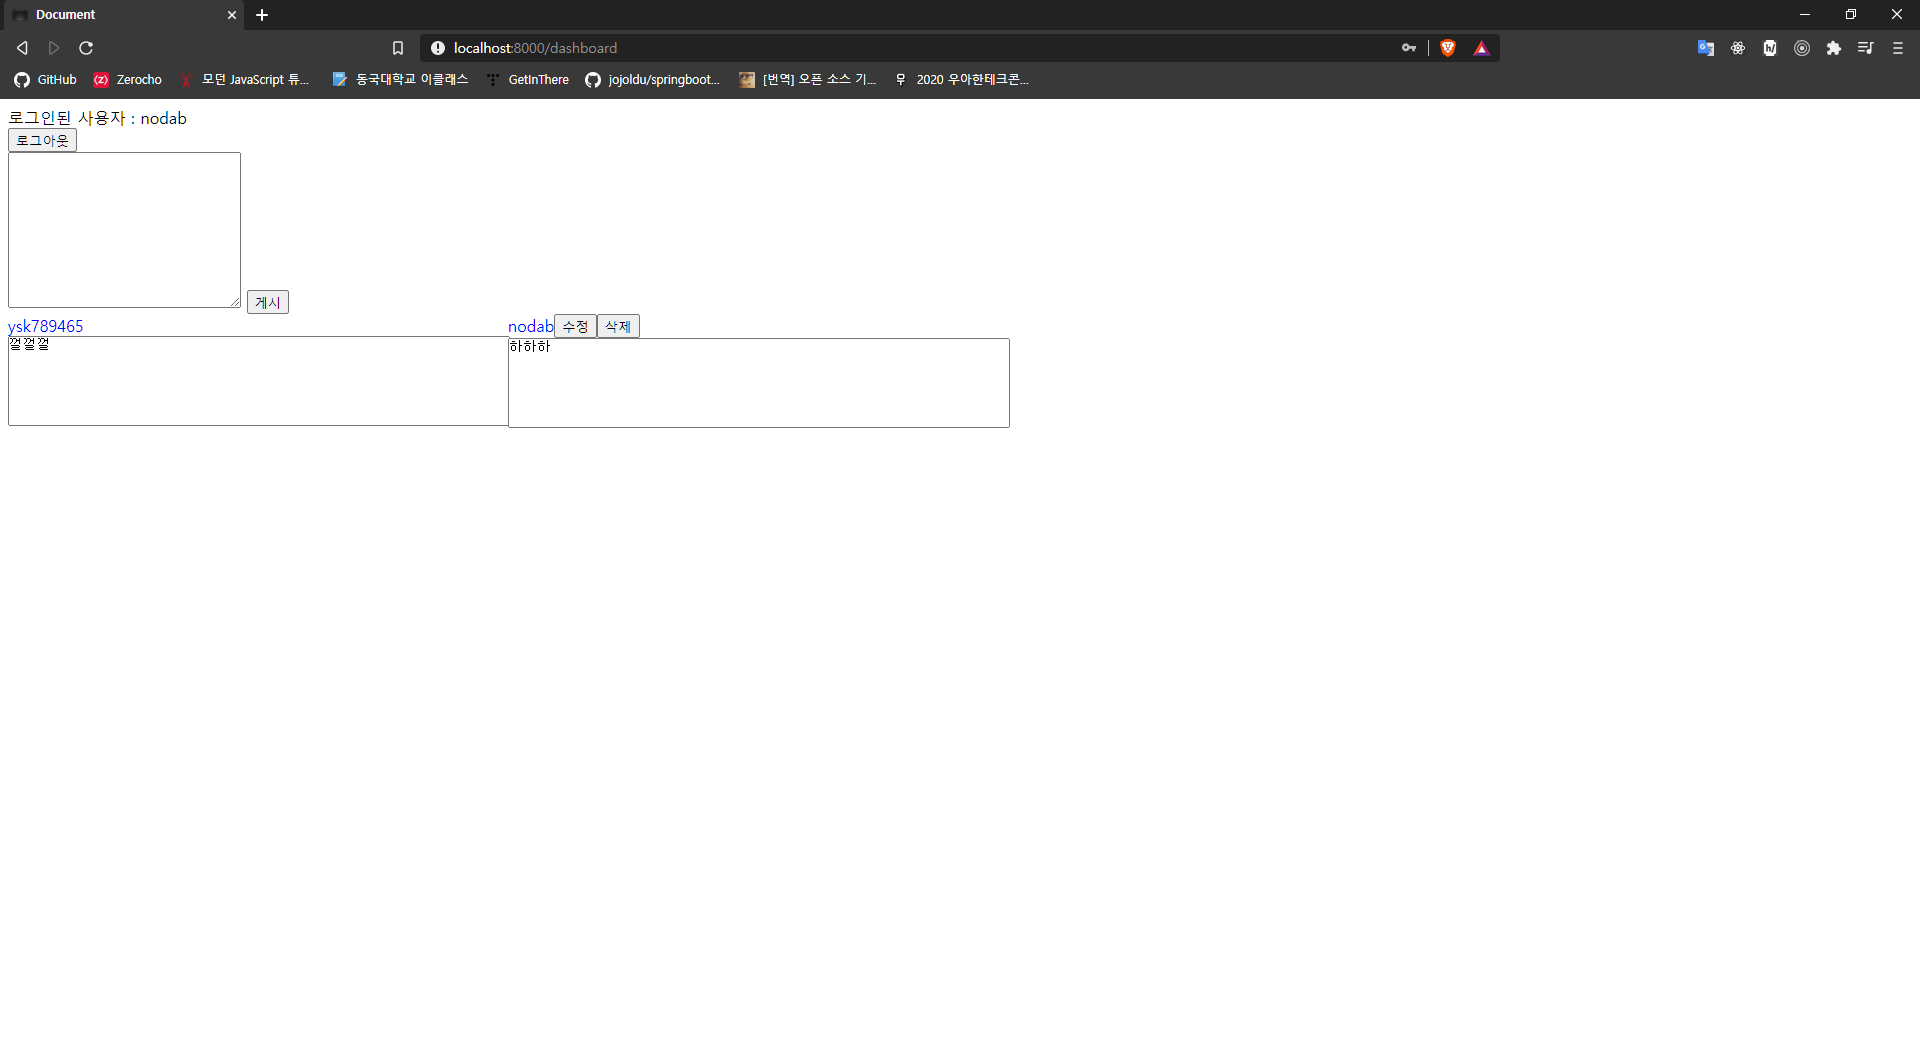 Document
localhost:8000/dashboard
GitHub Zerocho 모던 JavaScript 튜... 동국대학교 이클래스 GetInThere jojoldu/springboot... [번역] 오픈 소스 기... 2020 우아한테크콘...
로그인된 사용자 : nodab
로그아웃
게시
ysk789465 nodab 수정 삭제
껄껄껄 하하하